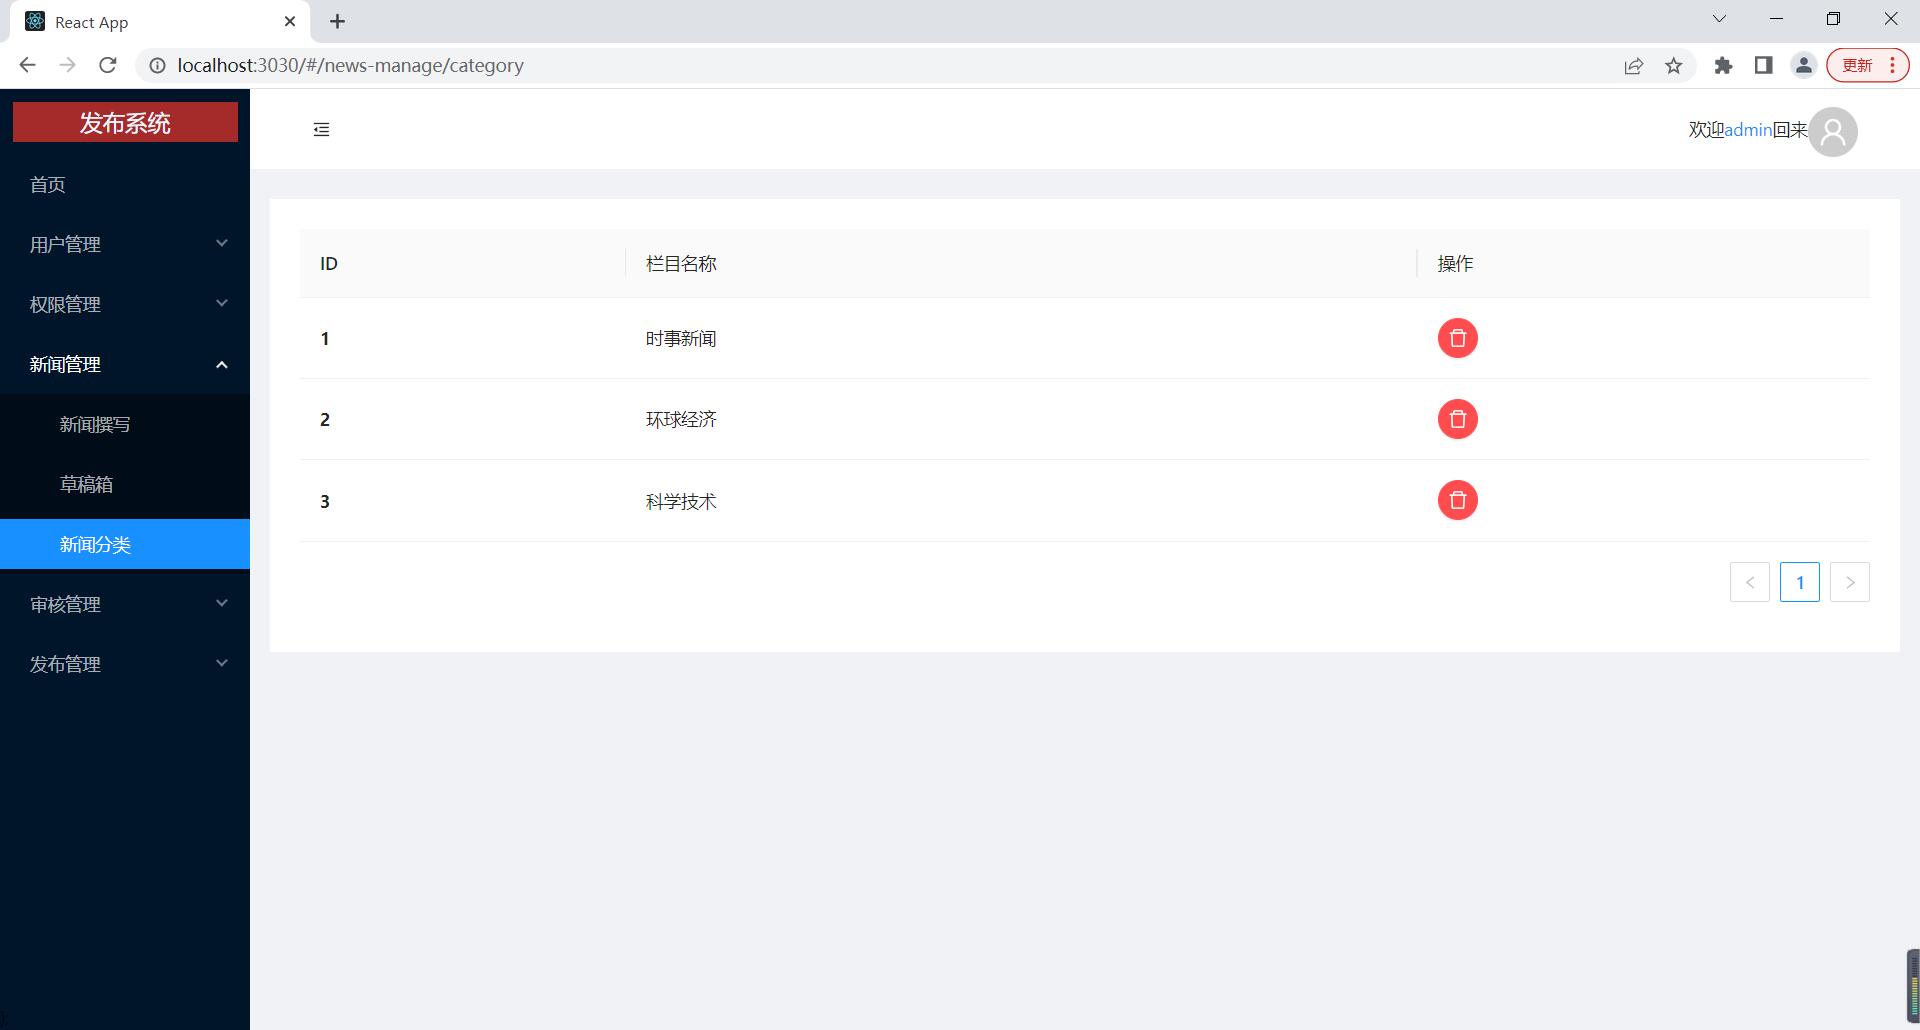 React App
localhost:3030/#/news-manage/category
更新
发布系统
欢迎admin回来
首页
用户管理
权限管理
新闻管理
新闻撰写
草稿箱
新闻分类
审核管理
发布管理
ID 栏目名称 操作
1 时事新闻
2 环球经济
3 科学技术
< 1 >